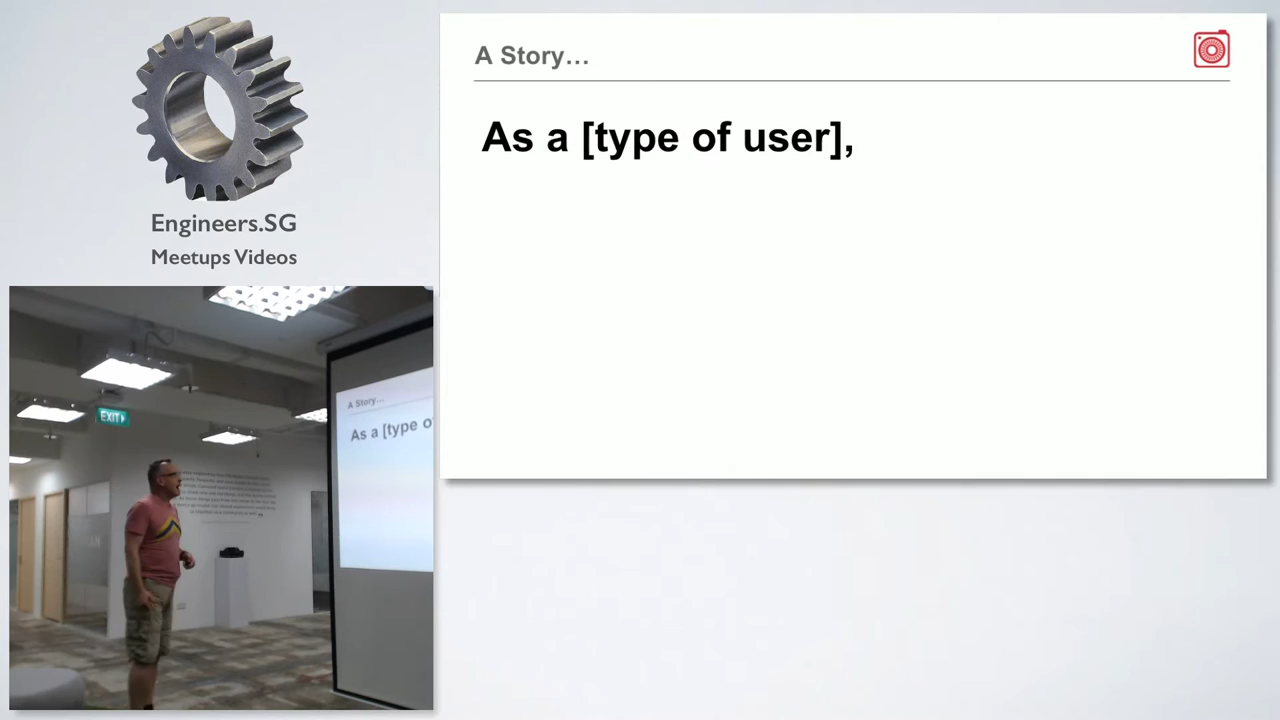 Engineers.SG
Meetups Videos
A Story...
As a [type of user],
EXIT
A Story...
As a [type o